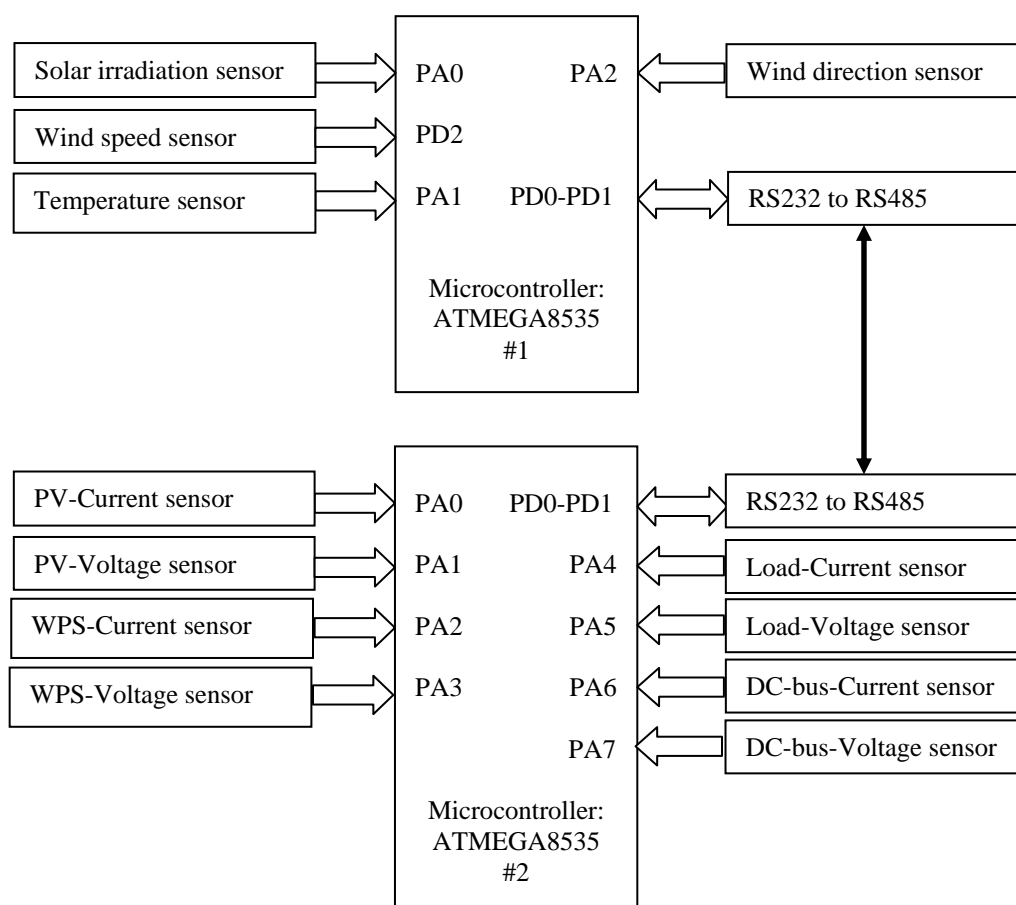 Solar irradiation sensor
PA0
PA2
Wind direction sensor
Wind speed sensor
PD2
Temperature sensor
PA1
PD0-PD1
RS232 to RS485
Microcontroller:
ATMEGA8535
#1
PV-Current sensor
PA0
PD0-PD1
RS232 to RS485
PV-Voltage sensor
PA1
PA4
Load-Current sensor
WPS-Current sensor
PA2
PA5
Load-Voltage sensor
WPS-Voltage sensor
PA3
PA6
DC-bus-Current sensor
PA7
DC-bus-Voltage sensor
Microcontroller:
ATMEGA8535
#2